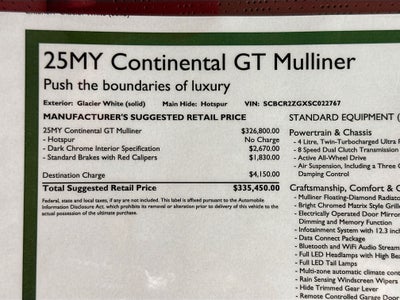 25MY Continental GT Mulliner
Push the boundaries of luxury
Exterior: Glacier White (solid) Main Hide: Hotspur VIN: SCBCR2ZGXSC022767
MANUFACTURER'S SUGGESTED RETAIL PRICE
25MY Continental GT Mulliner $326,800.00
- Hotspur No Charge
- Dark Chrome Interior Specification $2,670.00
- Standard Brakes with Red Calipers $1,830.00
Destination Charge $4,150.00
Total Suggested Retail Price $335,450.00
Federal, state and local taxes, if any are not included. This label is affixed pursuant to the Automobile
Information Disclosure Act, which prohibits its removal or alteration prior to delivery of this vehicle to the
actual possession of the ultimate purchaser.
STANDARD EQUIPMENT (
Powertrain & Chassis
- 4 Litre, Twin-Turbocharged Ultra P
- 8 Speed Dual Clutch Transmission
- Active All-Wheel Drive
- Air Suspension, Including a Three C
Damping Control
Craftsmanship, Comfort & C
- Mulliner Floating-Diamond Radiato
- Bright Chromed Matrix Style Grill
- Electrically Operated Door Mirror
Dimming and Memory Function
- Infotainment System with 12.3 inc
- Data Connect Package
- Bluetooth and WiFi Audio Stream
- Full LED Headlamps with High Bea
- Full LED Tail Lamps
- Multi-zone automatic climate cont
- Rain Sensing Windscreen Wipers
- Hide Trimmed Gear Lever
- Remote Controlled Garage Door